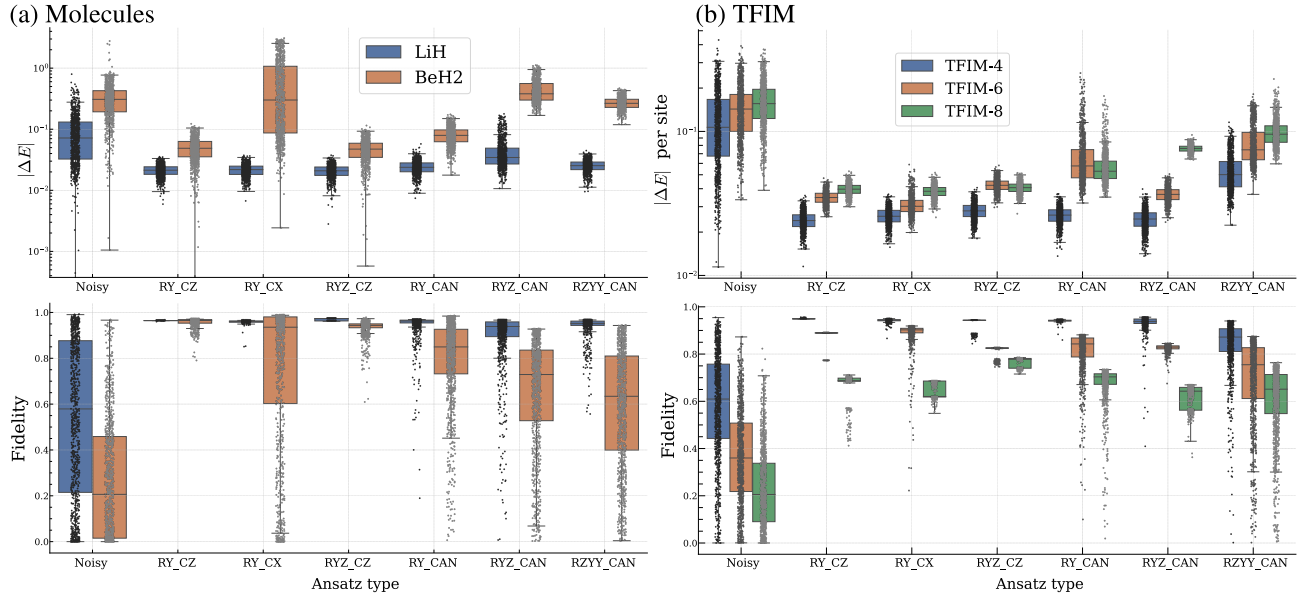 (a) Molecules
LiH
BeH2
|ΔE|
10⁰
10⁻¹
10⁻²
10⁻³
Noisy RY_CZ RY_CX RYZ_CZ RY_CAN RYZ_CAN RZYY_CAN
Fidelity
1.0
0.8
0.6
0.4
0.2
0.0
Noisy RY_CZ RY_CX RYZ_CZ RY_CAN RYZ_CAN RZYY_CAN
Ansatz type
(b) TFIM
TFIM-4
TFIM-6
TFIM-8
|ΔE| per site
10⁻¹
10⁻²
Noisy RY_CZ RY_CX RYZ_CZ RY_CAN RYZ_CAN RZYY_CAN
Fidelity
1.0
0.8
0.6
0.4
0.2
0.0
Noisy RY_CZ RY_CX RYZ_CZ RY_CAN RYZ_CAN RZYY_CAN
Ansatz type